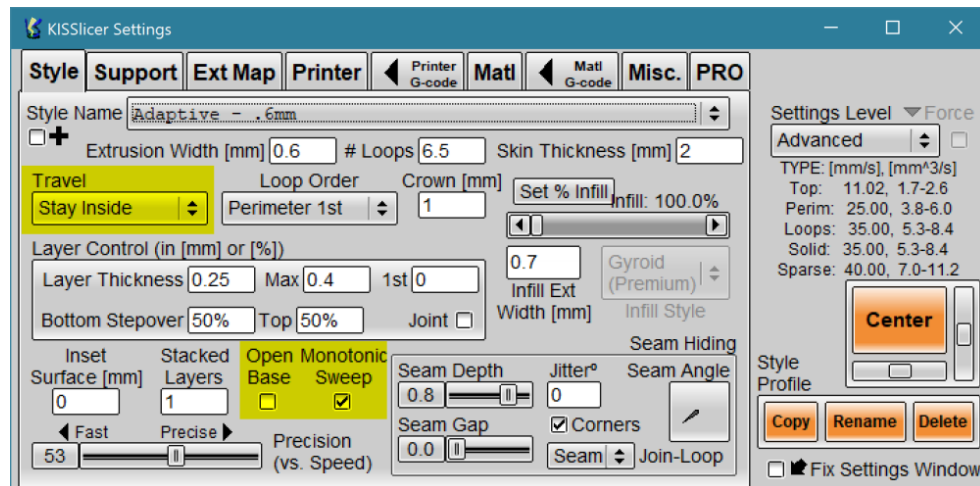 KISSlicer Settings
Style Support Ext Map Printer Printer G-code Matl Matl G-code Misc. PRO
Style Name Adaptive - .6mm
Extrusion Width [mm] 0.6 # Loops 6.5 Skin Thickness [mm] 2
Travel Loop Order Crown [mm] Set % Infill Infill: 100.0%
Stay Inside Perimeter 1st 1
Layer Control (in [mm] or [%])
Layer Thickness 0.25 Max 0.4 1st 0
Bottom Stepover 50% Top 50% Joint
0.7 Gyroid (Premium)
Infill Ext Width [mm] Infill Style
Inset Surface [mm] Stacked Layers Open Base Monotonic Sweep
0 1
Fast Precise
53 Precision (vs. Speed)
Seam Hiding
Seam Depth Jitterº Seam Angle
0.8 0
Seam Gap Corners
0.0 Seam Join-Loop
Settings Level Force
Advanced
TYPE: [mm/s], [mm^3/s]
Top: 11.02, 1.7-2.6
Perim: 25.00, 3.8-6.0
Loops: 35.00, 5.3-8.4
Solid: 35.00, 5.3-8.4
Sparse: 40.00, 7.0-11.2
Center
Style Profile
Copy Rename Delete
Fix Settings Window